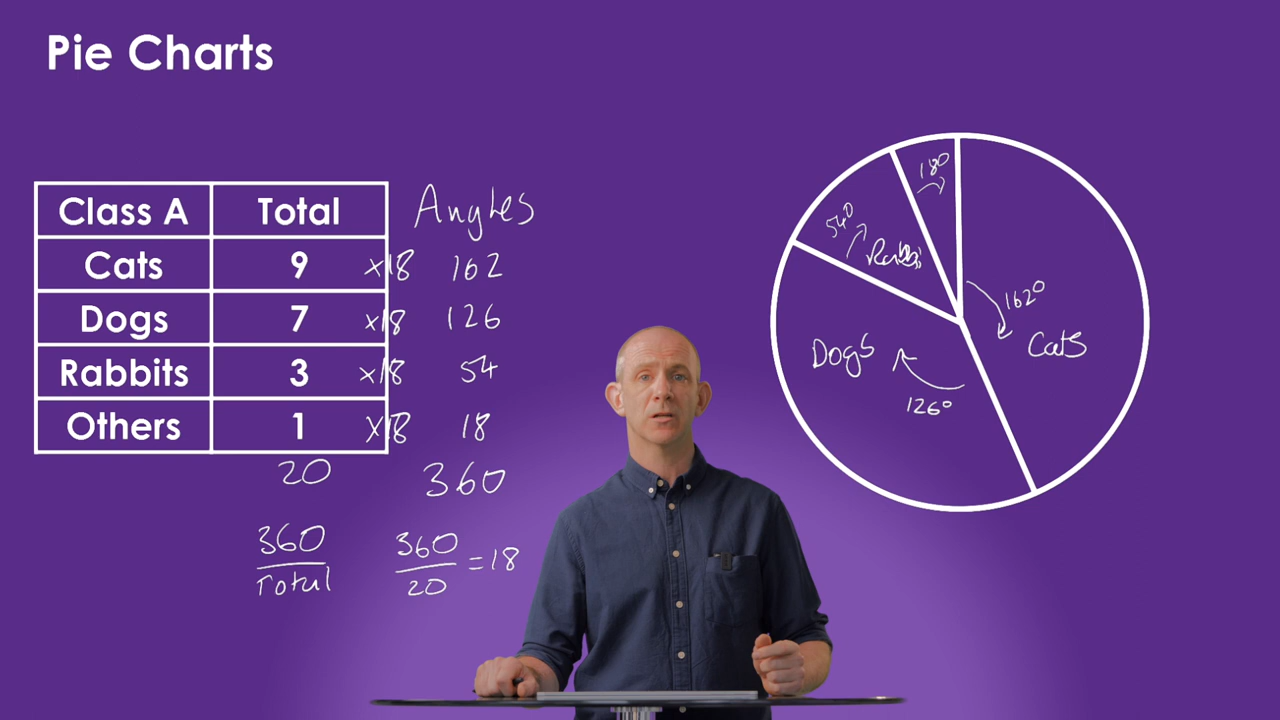 Pie Charts
Class A Total Angles
Cats 9 ×18 162
Dogs 7 ×18 126
Rabbits 3 ×18 54
Others 1 ×18 18
20 360
360
Total
360
20
=18
18°
54°
162°
Cats
Dogs
126°